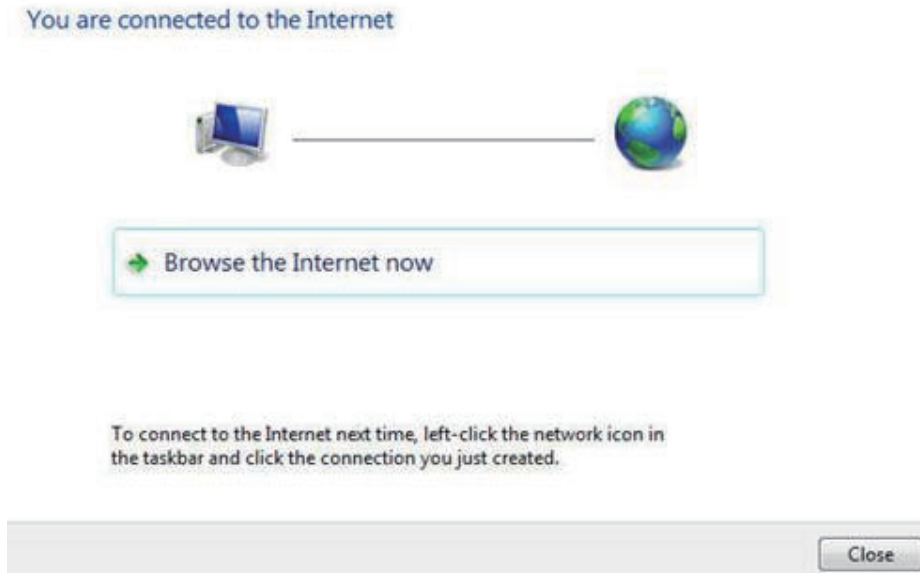 You are connected to the Internet
Browse the Internet now
To connect to the Internet next time, left-click the network icon in
the taskbar and click the connection you just created.
Close